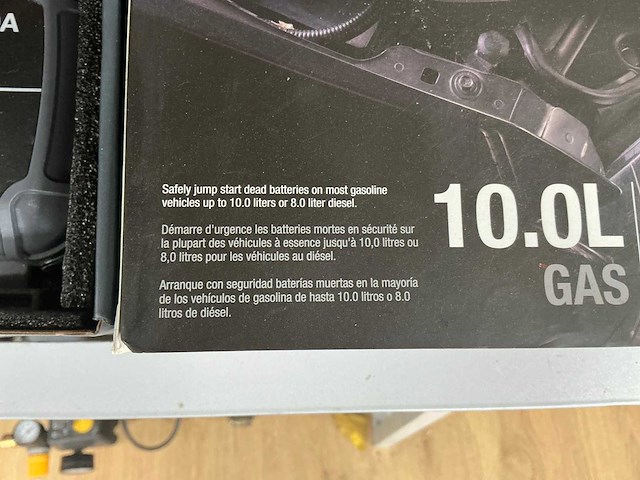 Safely jump start dead batteries on most gasoline
vehicles up to 10.0 liters or 8.0 liter diesel.
Démarre d'urgence les batteries mortes en sécurité sur
la plupart des véhicules à essence jusqu'à 10,0 litres ou
8,0 litres pour les véhicules au diésel.
Arranque con seguridad baterías muertas en la mayoría
de los vehículos de gasolina de hasta 10.0 litros o 8.0
litros de diésel.
10.0L
GAS